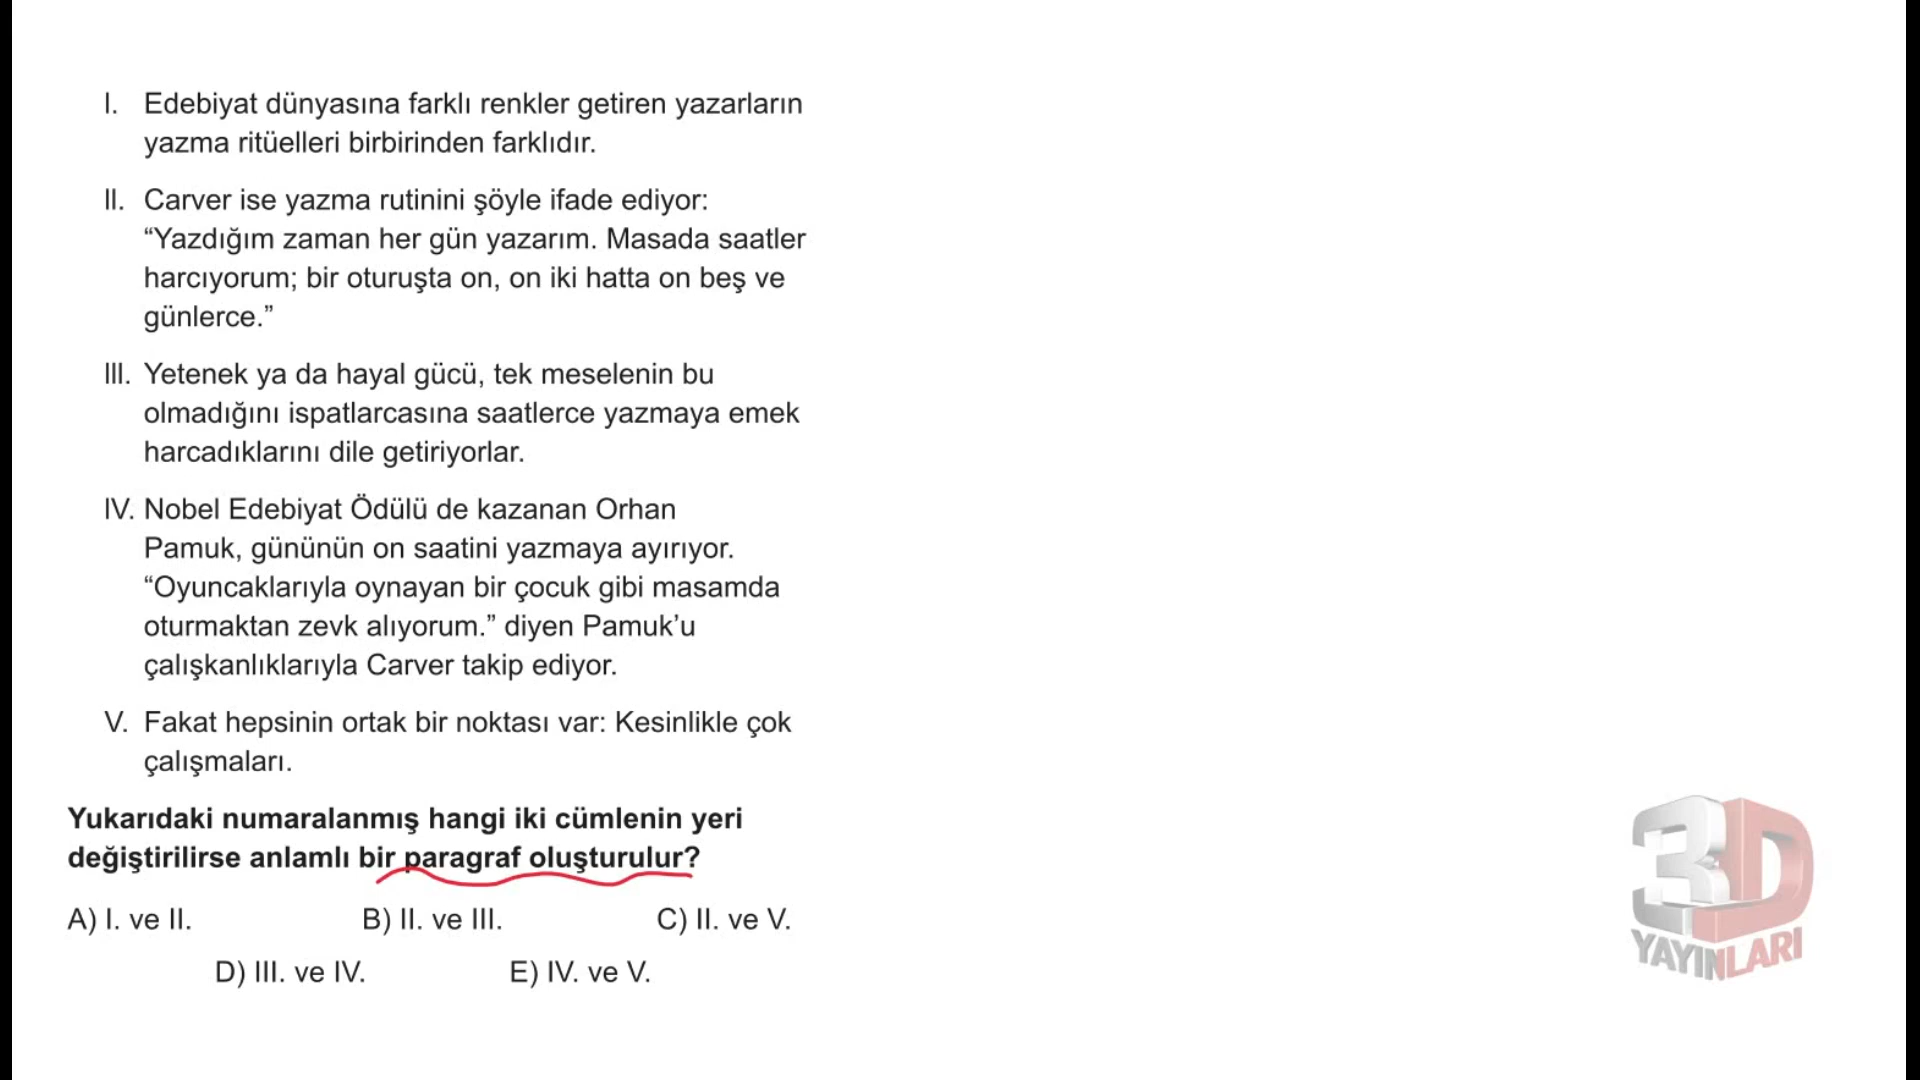 I. Edebiyat dünyasına farklı renkler getiren yazarların
yazma ritüelleri birbirinden farklıdır.
II. Carver ise yazma rutinini şöyle ifade ediyor:
“Yazdığım zaman her gün yazarım. Masada saatler
harcıyorum; bir oturuşta on, on iki hatta on beş ve
günlerce.”
III. Yetenek ya da hayal gücü, tek meselenin bu
olmadığını ispatlarcasına saatlerce yazmaya emek
harcadıklarını dile getiriyorlar.
IV. Nobel Edebiyat Ödülü de kazanan Orhan
Pamuk, gününün on saatini yazmaya ayırıyor.
“Oyuncaklarıyla oynayan bir çocuk gibi masamda
oturmaktan zevk alıyorum.” diyen Pamuk’u
çalışkanlıklarıyla Carver takip ediyor.
V. Fakat hepsinin ortak bir noktası var: Kesinlikle çok
çalışmaları.
Yukarıdaki numaralanmış hangi iki cümlenin yeri
değiştirilirse anlamlı bir paragraf oluşturulur?
A) I. ve II. B) II. ve III. C) II. ve V.
D) III. ve IV. E) IV. ve V.
3D
YAYINLARI